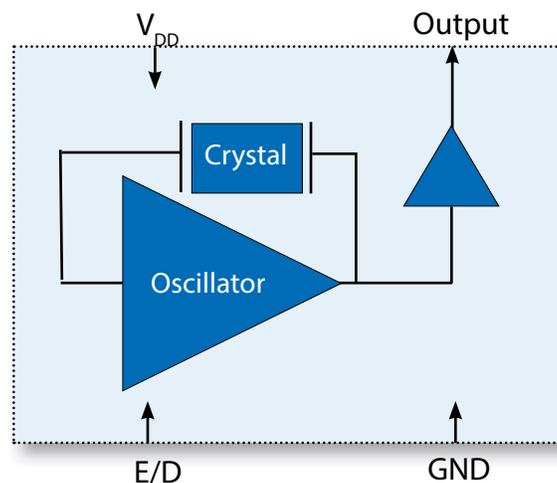 VDD
Output
Crystal
Oscillator
E/D
GND